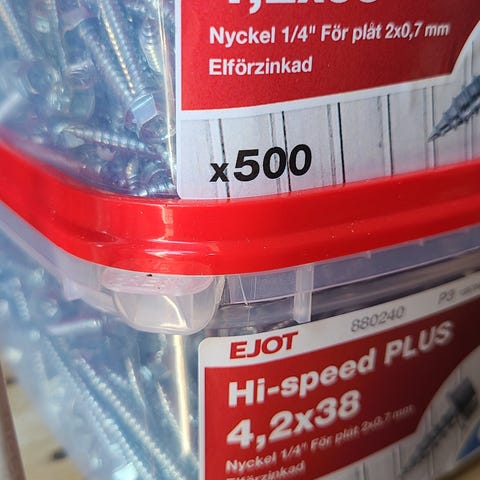 Nyckel 1/4" För plåt 2x0,7 mm
Elförzinkad
x500
EJOT 880240 P3
Hi-speed PLUS
4,2x38
Nyckel 1/4" För plåt 2x0,7 mm
Elförzinkad